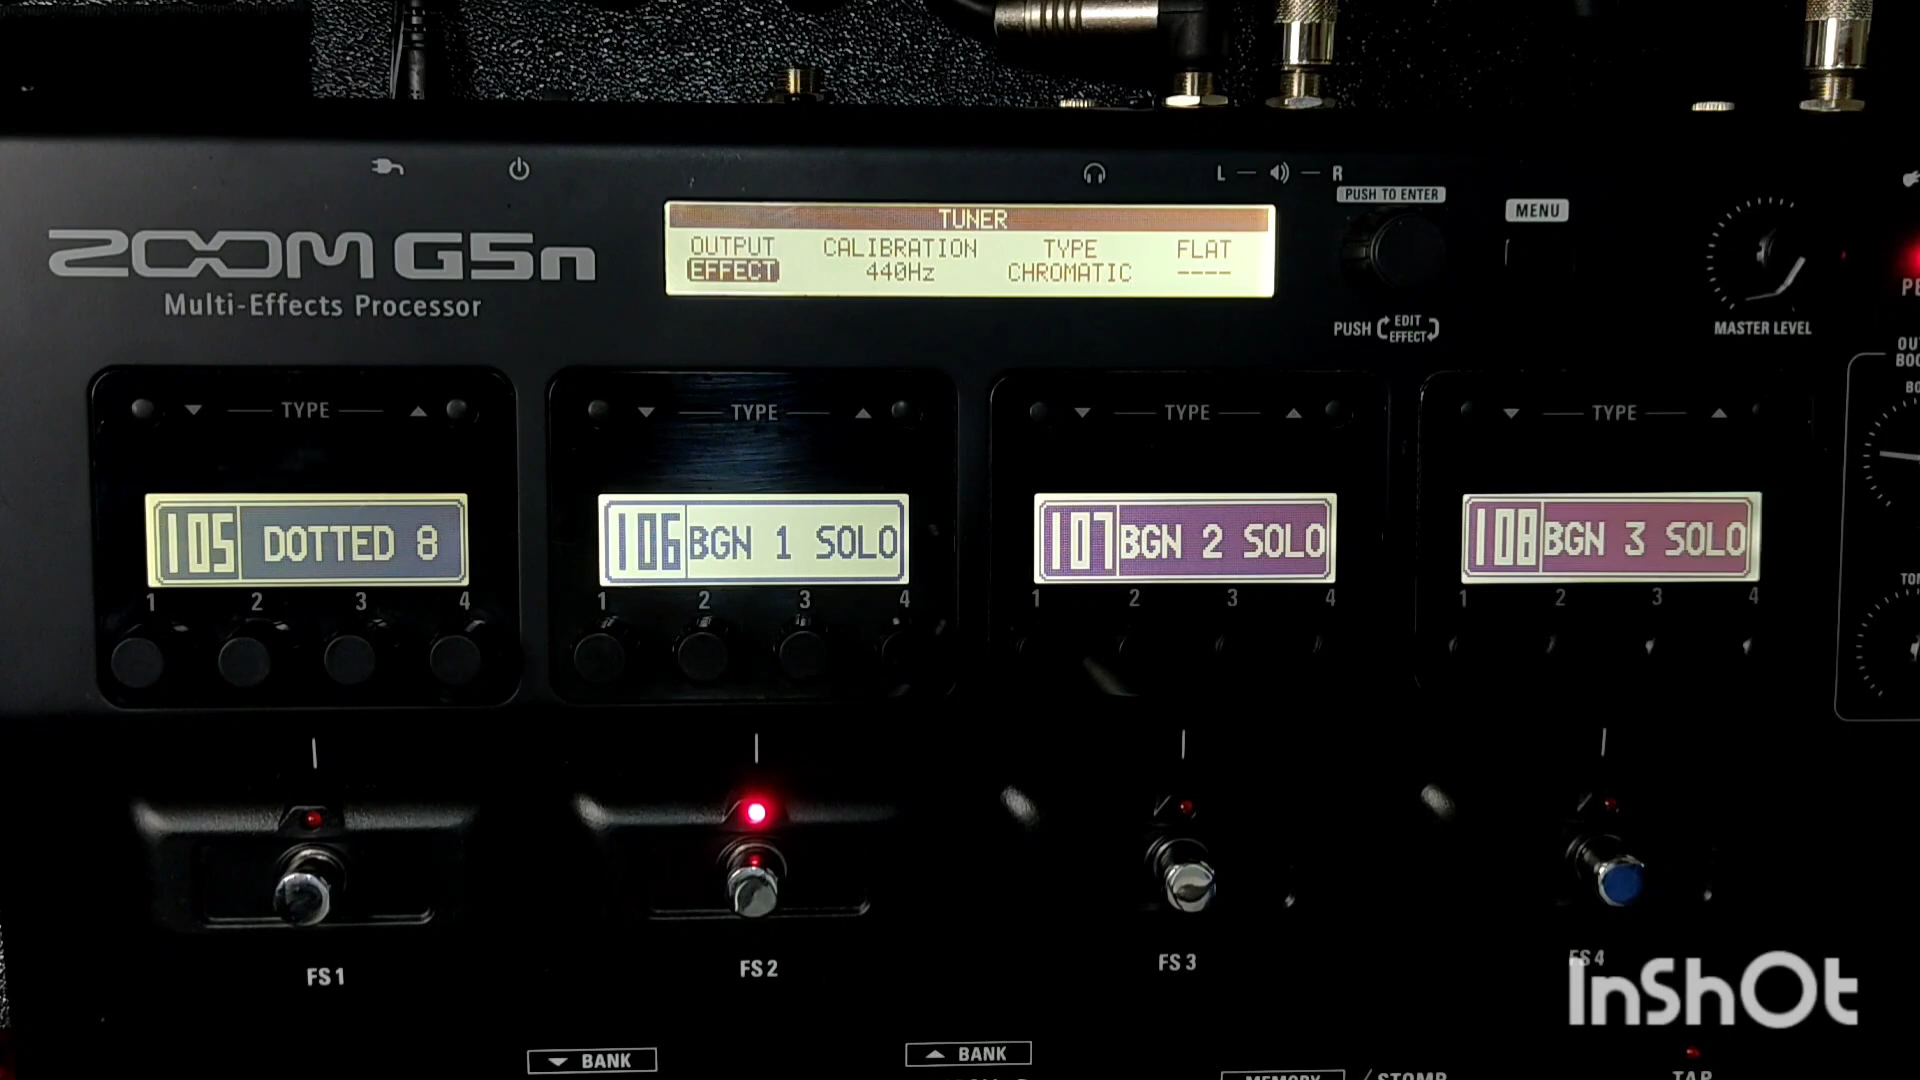 L R
PUSH TO ENTER
MENU
ZOOM G5n
Multi-Effects Processor
TUNER
OUTPUT CALIBRATION TYPE FLAT
EFFECT 440Hz CHROMATIC ----
PUSH EDIT EFFECT
MASTER LEVEL
TYPE TYPE TYPE TYPE
105 DOTTED 8
106 BGN 1 SOLO
107 BGN 2 SOLO
108 BGN 3 SOLO
1 2 3 4 1 2 3 4 1 2 3 4 1 2 3 4
FS1 FS2 FS3 FS4
InShOt
BANK BANK
MEMORY / STOMP
TAP